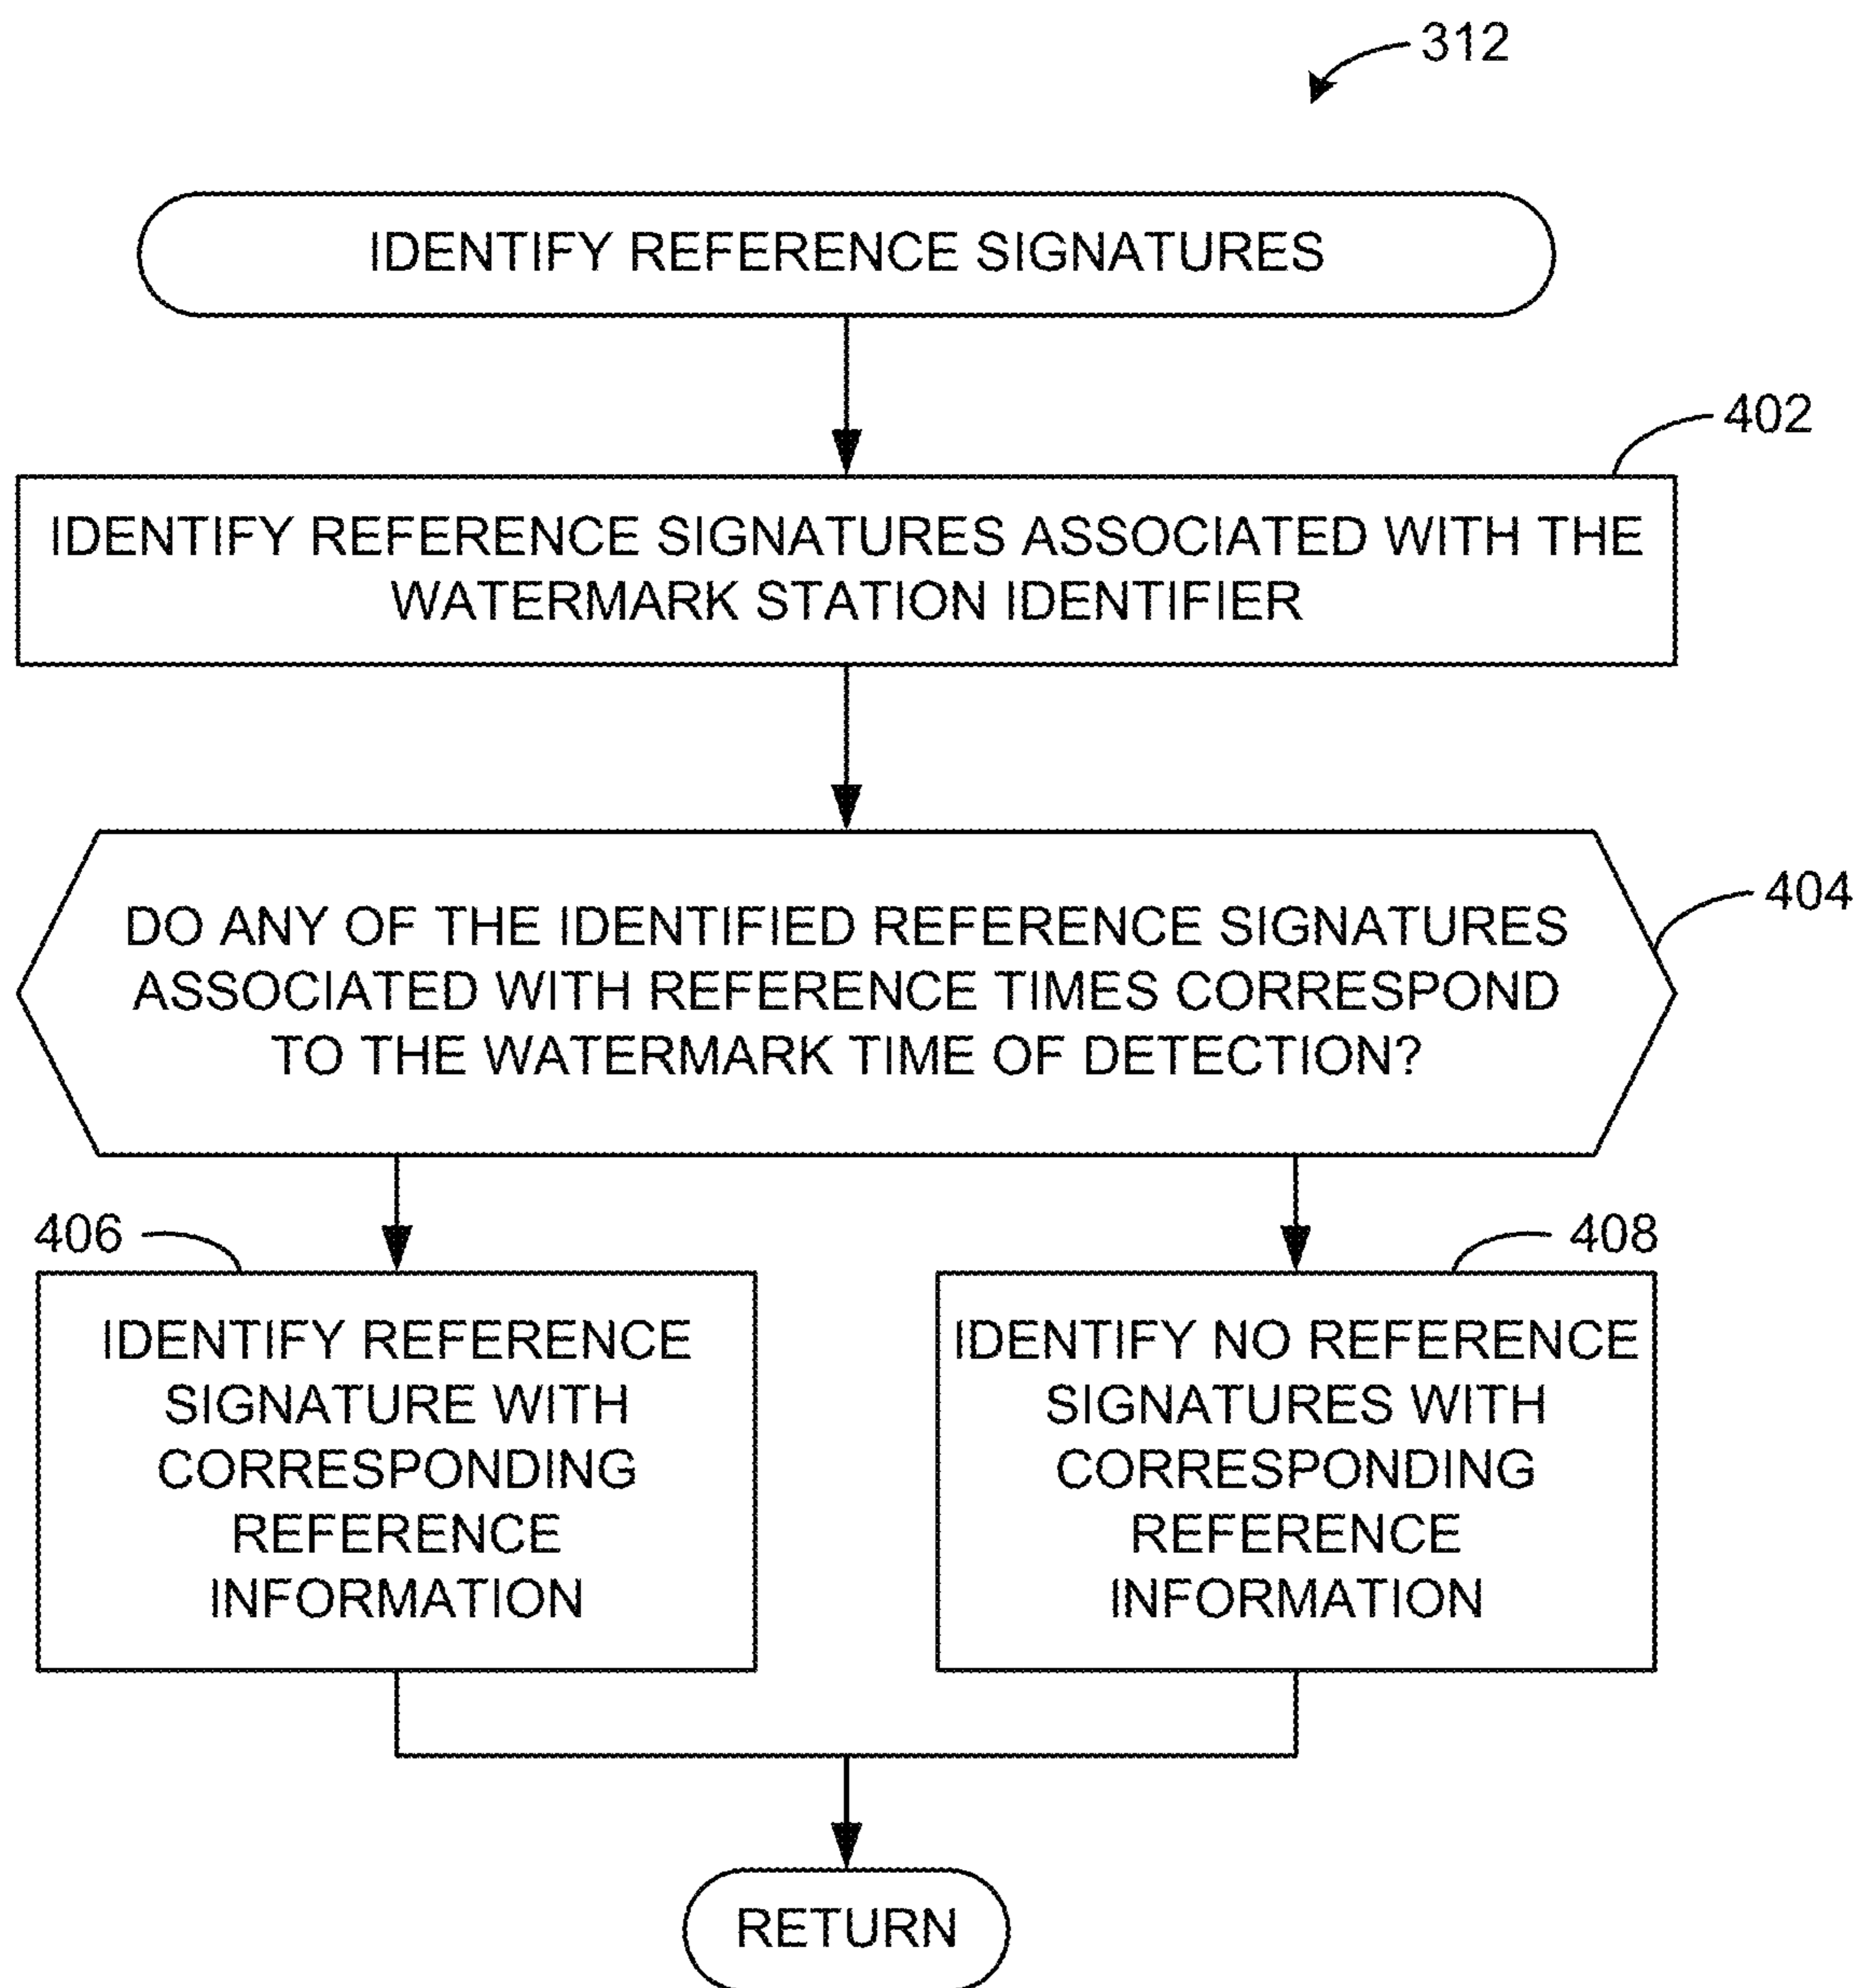 312
IDENTIFY REFERENCE SIGNATURES
402
IDENTIFY REFERENCE SIGNATURES ASSOCIATED WITH THE
WATERMARK STATION IDENTIFIER
404
DO ANY OF THE IDENTIFIED REFERENCE SIGNATURES
ASSOCIATED WITH REFERENCE TIMES CORRESPOND
TO THE WATERMARK TIME OF DETECTION?
406
IDENTIFY REFERENCE
SIGNATURE WITH
CORRESPONDING
REFERENCE
INFORMATION
408
IDENTIFY NO REFERENCE
SIGNATURES WITH
CORRESPONDING
REFERENCE
INFORMATION
RETURN